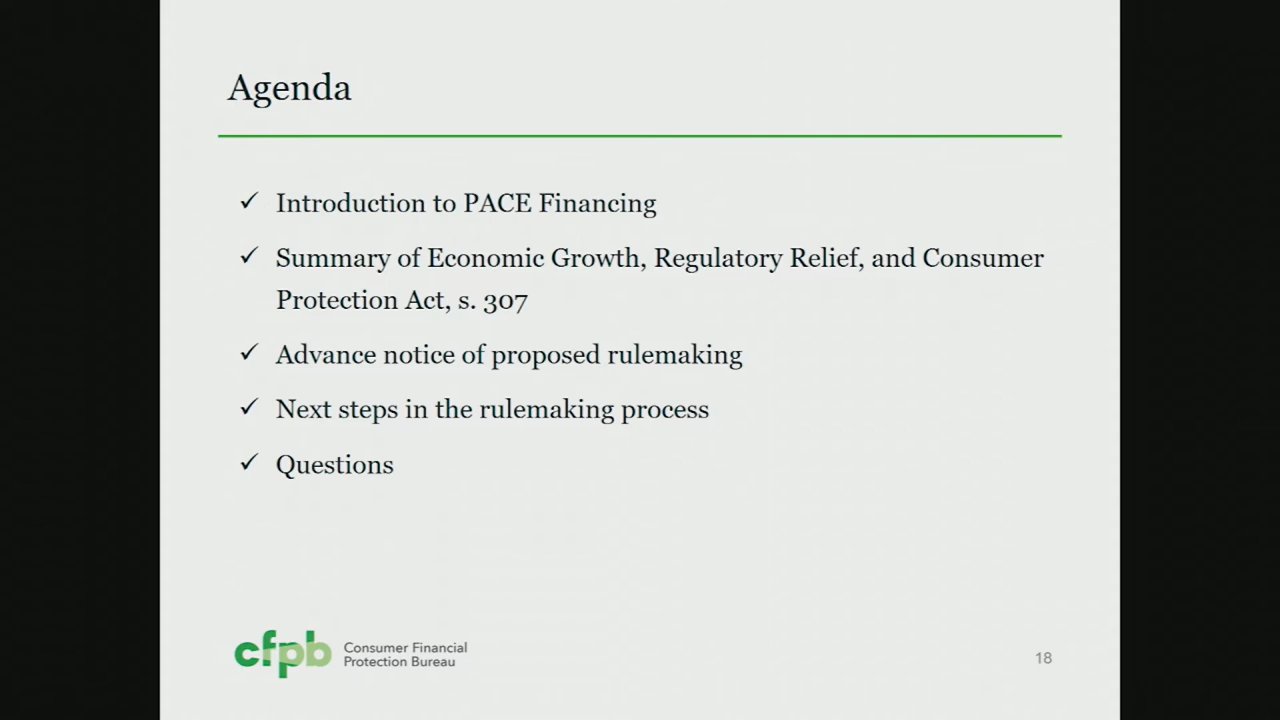 Agenda
✓ Introduction to PACE Financing
✓ Summary of Economic Growth, Regulatory Relief, and Consumer
Protection Act, s. 307
✓ Advance notice of proposed rulemaking
✓ Next steps in the rulemaking process
✓ Questions
cfpb Consumer Financial
Protection Bureau
18